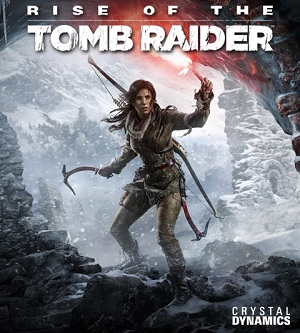 RISE OF THE
TOMB RAIDER
CRYSTAL
DYNAMICS